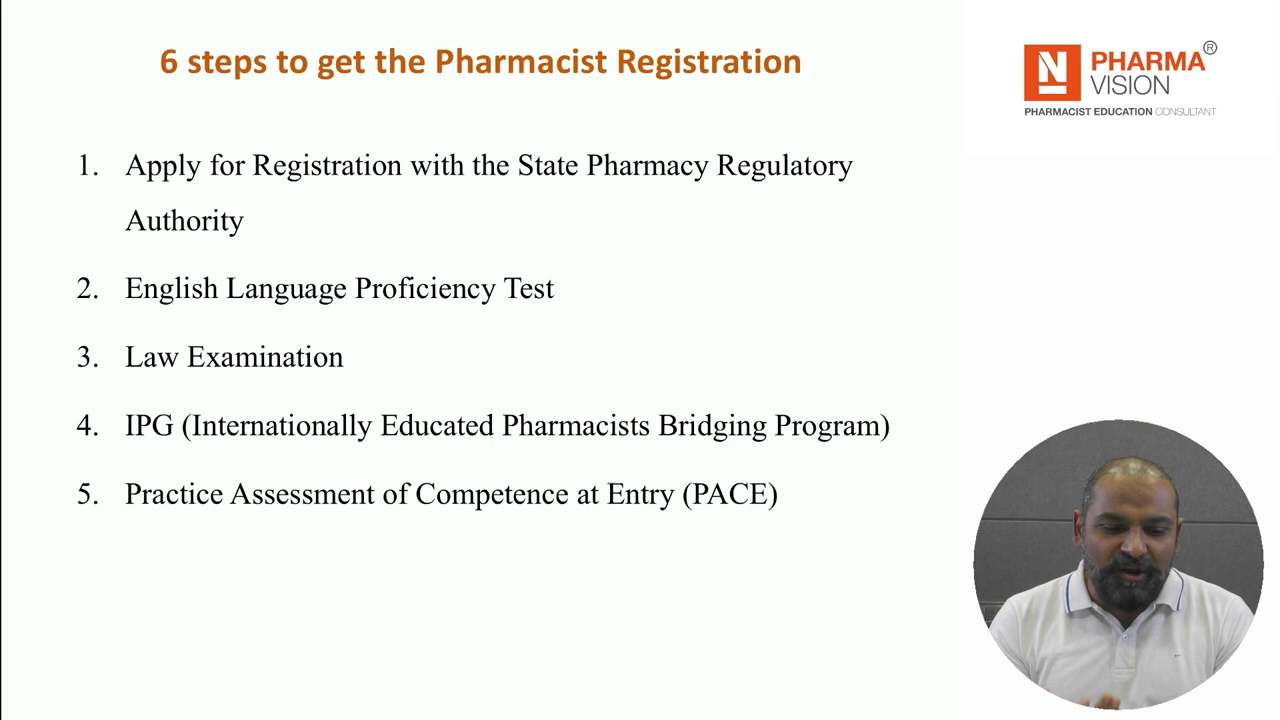 6 steps to get the Pharmacist Registration
N PHARMA®
VISION
PHARMACIST EDUCATION CONSULTANT
1. Apply for Registration with the State Pharmacy Regulatory
Authority
2. English Language Proficiency Test
3. Law Examination
4. IPG (Internationally Educated Pharmacists Bridging Program)
5. Practice Assessment of Competence at Entry (PACE)